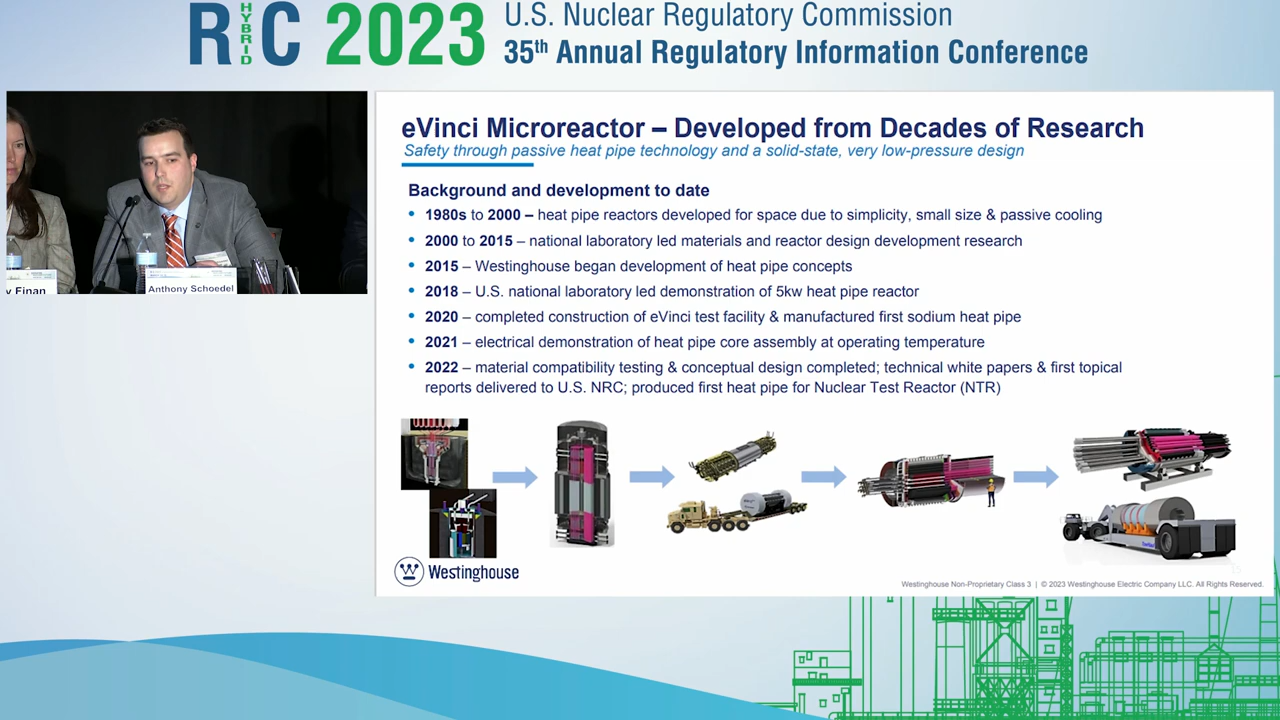 RIC 2023
HYBRID
U.S. Nuclear Regulatory Commission
35th Annual Regulatory Information Conference
y Finan
Anthony Schoedel
eVinci Microreactor – Developed from Decades of Research
Safety through passive heat pipe technology and a solid-state, very low-pressure design
Background and development to date
• 1980s to 2000 – heat pipe reactors developed for space due to simplicity, small size & passive cooling
• 2000 to 2015 – national laboratory led materials and reactor design development research
• 2015 – Westinghouse began development of heat pipe concepts
• 2018 – U.S. national laboratory led demonstration of 5kw heat pipe reactor
• 2020 – completed construction of eVinci test facility & manufactured first sodium heat pipe
• 2021 – electrical demonstration of heat pipe core assembly at operating temperature
• 2022 – material compatibility testing & conceptual design completed; technical white papers & first topical
reports delivered to U.S. NRC; produced first heat pipe for Nuclear Test Reactor (NTR)
Westinghouse
Westinghouse Non-Proprietary Class 3 | © 2023 Westinghouse Electric Company LLC. All Rights Reserved.